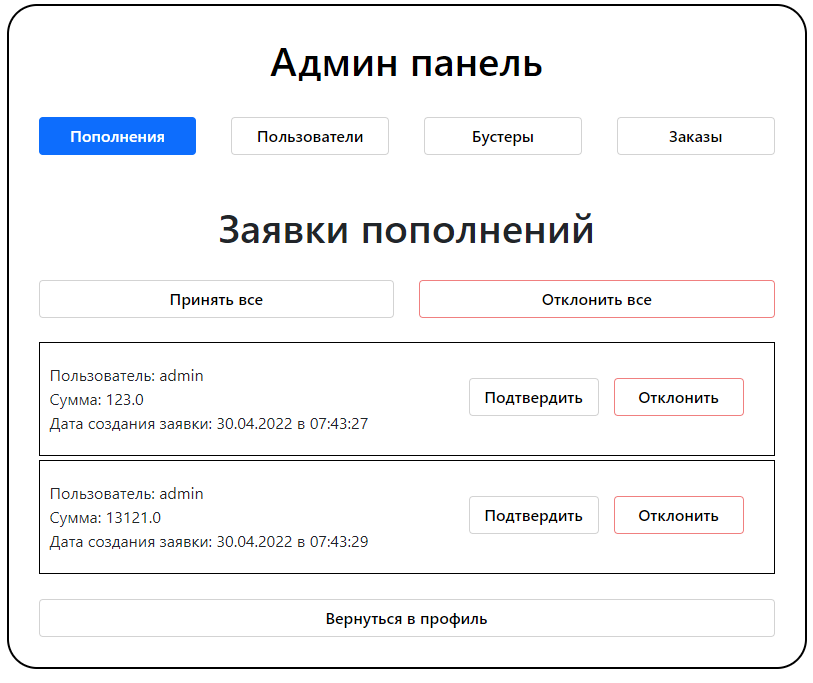 Админ панель
Пополнения
Пользователи
Бустеры
Заказы
Заявки пополнений
Принять все
Отклонить все
Пользователь: admin
Сумма: 123.0
Дата создания заявки: 30.04.2022 в 07:43:27
Подтвердить
Отклонить
Пользователь: admin
Сумма: 13121.0
Дата создания заявки: 30.04.2022 в 07:43:29
Подтвердить
Отклонить
Вернуться в профиль